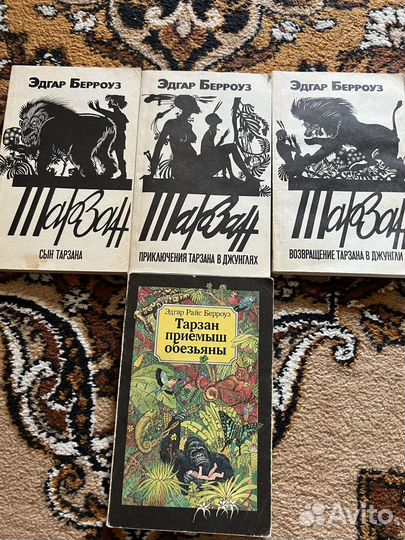 Эдгар Берроуз
Тарзан
СЫН ТАРЗАНА
Эдгар Берроуз
Тарзан
ПРИКЛЮЧЕНИЯ ТАРЗАНА В ДЖУНГЛЯХ
Эдгар Берроуз
Тарзан
ВОЗВРАЩЕНИЕ ТАРЗАНА В ДЖУНГЛИ
Эдгар Райс Берроуз
Тарзан
приемыш
обезьяны
Avito